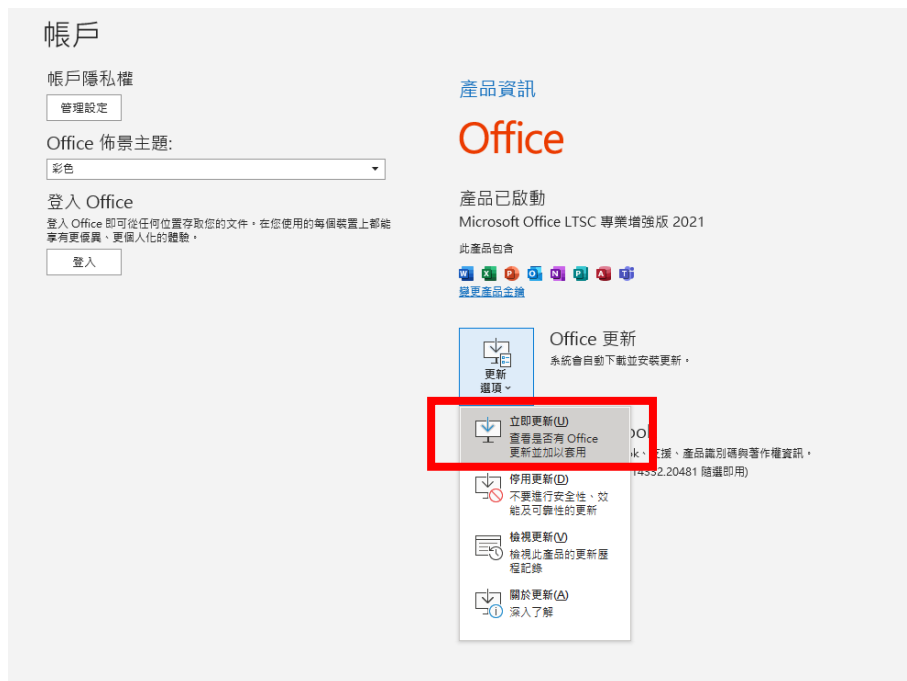 帳戶
帳戶隱私權
管理設定
Office 佈景主題:
彩色
登入 Office
登入 Office 即可從任何位置存取您的文件。在您使用的每個裝置上都能
享有更優異、更個人化的體驗。
登入
產品資訊
Office
產品已啟動
Microsoft Office LTSC 專業增強版 2021
此產品包含
變更產品金鑰
更新
選項
Office 更新
系統會自動下載並安裝更新。
立即更新(U)
查看是否有 Office
更新並加以套用
ook
k、支援、產品識別碼與著作權資訊。
14332.20481 隨選即用)
停用更新(D)
不要進行安全性、效
能及可靠性的更新
檢視更新(V)
檢視此產品的更新歷
程記錄
關於更新(A)
深入了解